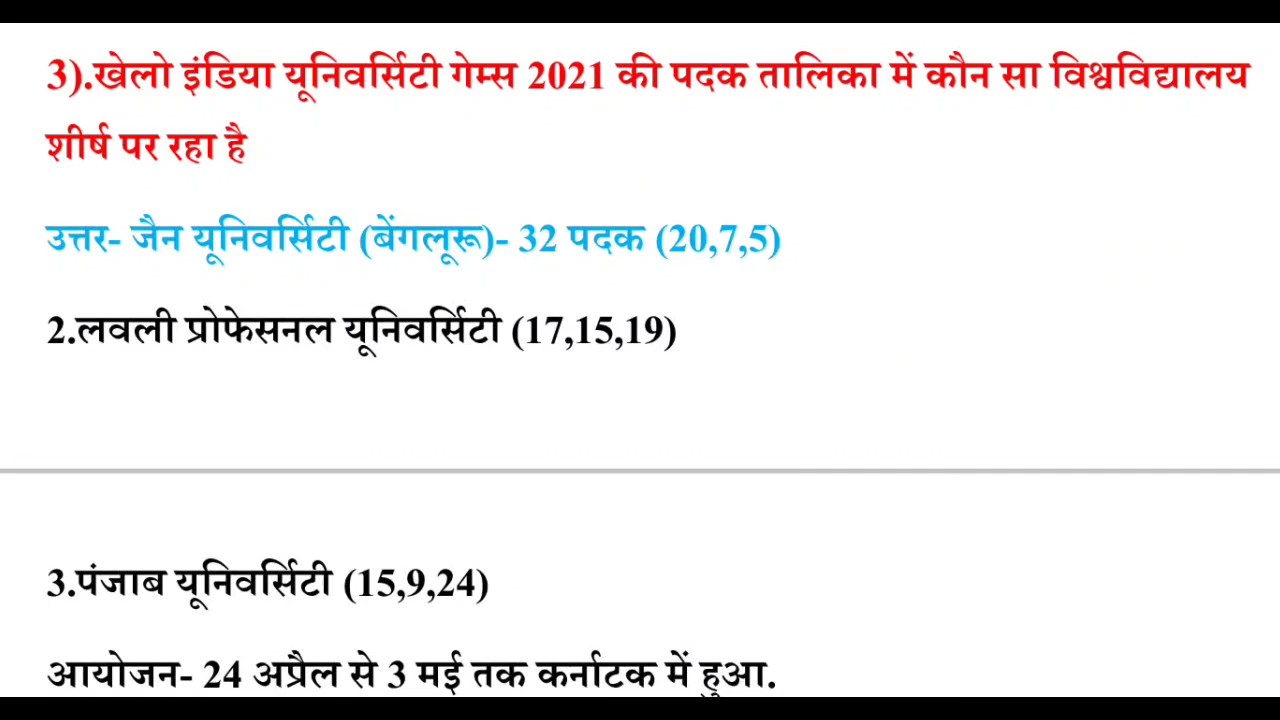 3).खेलो इंडिया यूनिवर्सिटी गेम्स 2021 की पदक तालिका में कौन सा विश्वविद्यालय
शीर्ष पर रहा है
उत्तर- जैन यूनिवर्सिटी (बेंगलूरू)- 32 पदक (20,7,5)
2.लवली प्रोफेसनल यूनिवर्सिटी (17,15,19)
3.पंजाब यूनिवर्सिटी (15,9,24)
आयोजन- 24 अप्रैल से 3 मई तक कर्नाटक में हुआ.